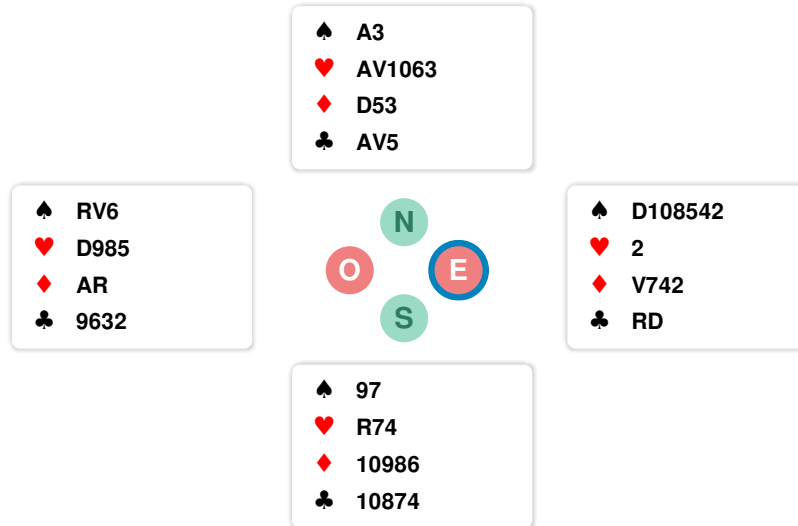 ♠ A3
♥ AV1063
♦ D53
♣ AV5
♠ RV6
♥ D985
♦ AR
♣ 9632
N
O E
S
♠ D108542
♥ 2
♦ V742
♣ RD
♠ 97
♥ R74
♦ 10986
♣ 10874